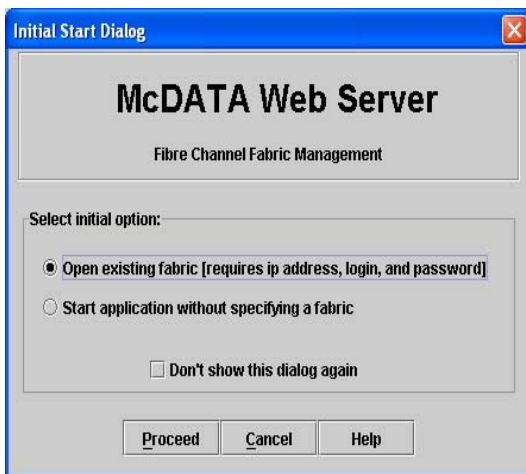 Initial Start Dialog
McDATA Web Server
Fibre Channel Fabric Management
Select initial option:
Open existing fabric [requires ip address, login, and password]
Start application without specifying a fabric
Don't show this dialog again
Proceed
Cancel
Help